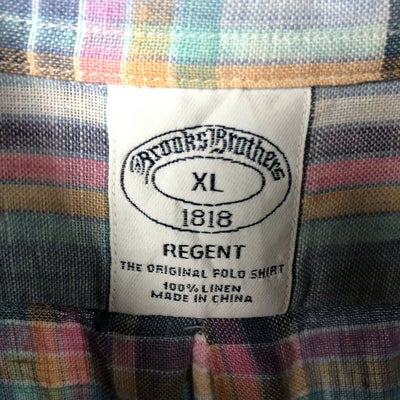 Brooks Brothers
XL
1818
REGENT
THE ORIGINAL POLO SHIRT
100% LINEN
MADE IN CHINA